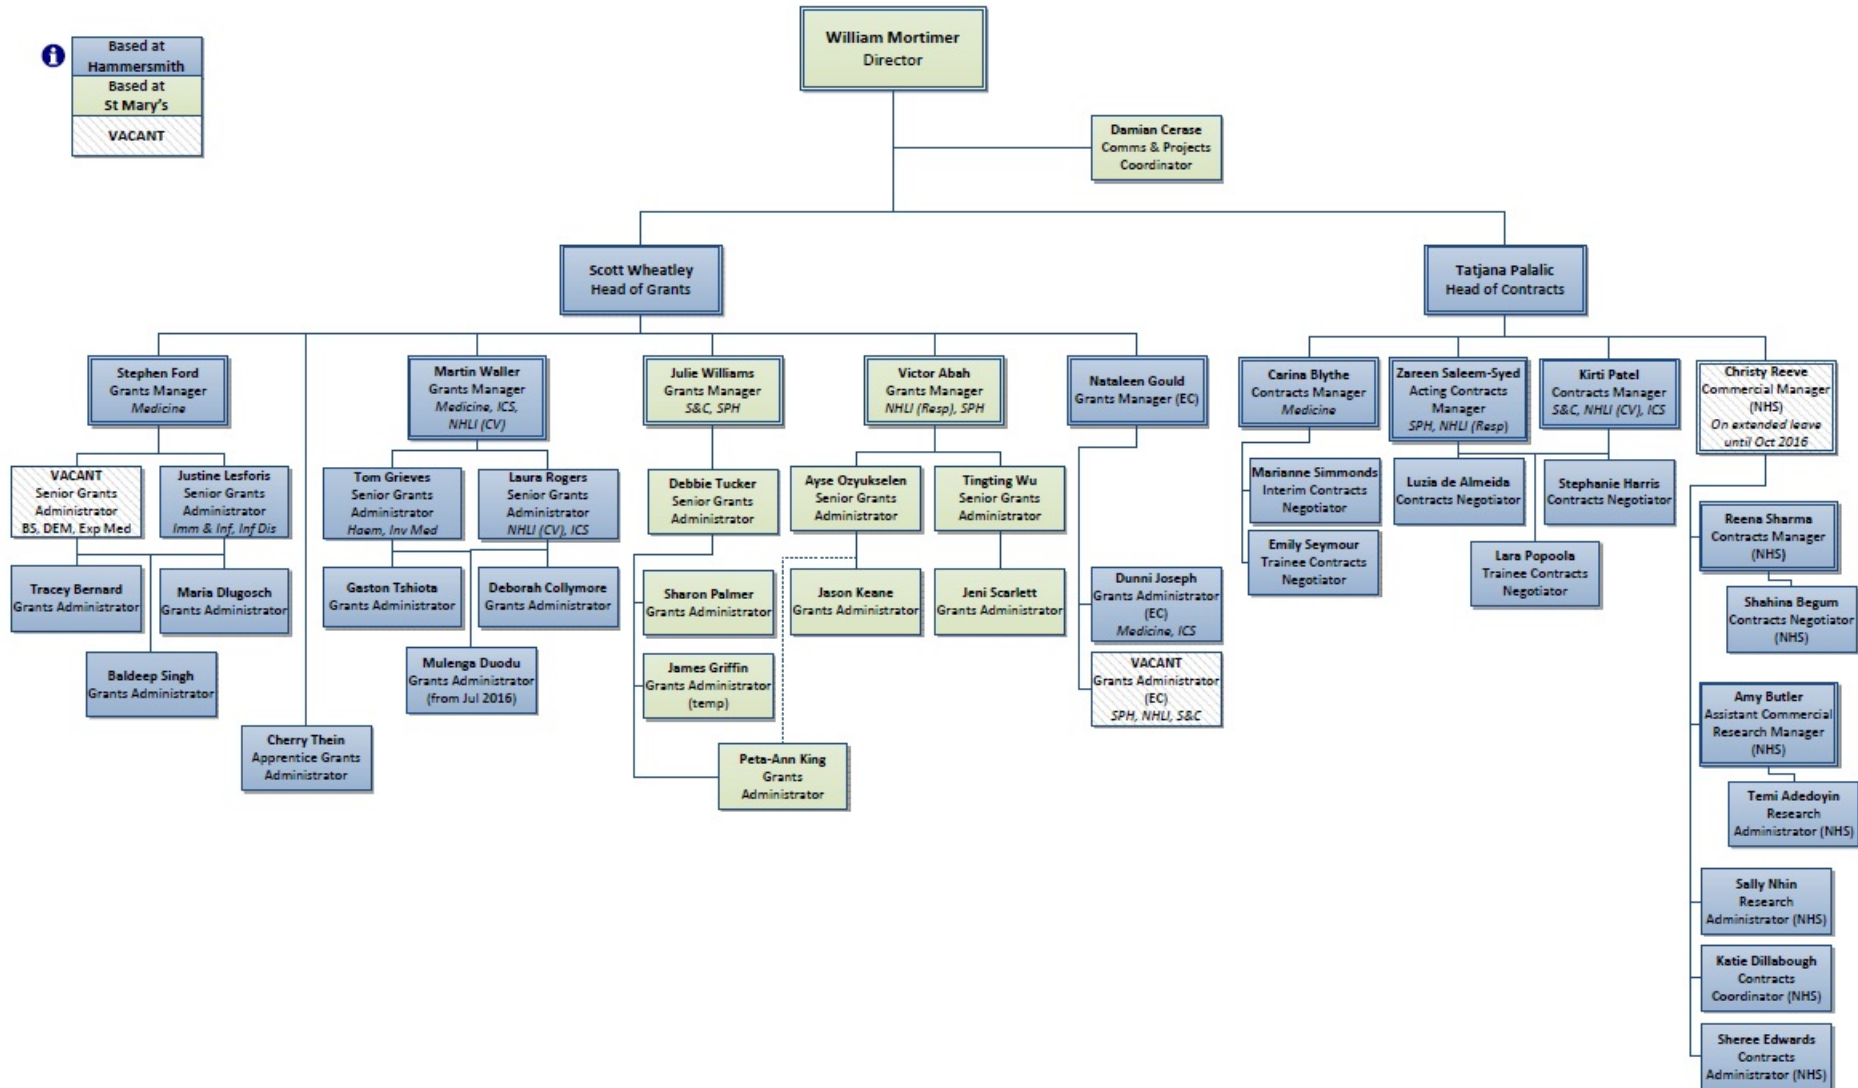 Based at
Hammersmith
Based at
St Mary's
VACANT
William Mortimer
Director
Damian Cerase
Comms & Projects
Coordinator
Scott Wheatley
Head of Grants
Tatjana Palalic
Head of Contracts
Stephen Ford
Grants Manager
Medicine
Martin Waller
Grants Manager
Medicine, ICS,
NHLI (CV)
Julie Williams
Grants Manager
S&C, SPH
Victor Abah
Grants Manager
NHLI (Resp), SPH
Nataleen Gould
Grants Manager (EC)
Carina Blythe
Contracts Manager
Medicine
Zareen Saleem-Syed
Acting Contracts
Manager
SPH, NHLI (Resp)
Kirti Patel
Contracts Manager
S&C, NHLI (CV), ICS
Christy Reeve
Commercial Manager
(NHS)
On extended leave
until Oct 2016
VACANT
Senior Grants
Administrator
BS, DEM, Exp Med
Justine Lesforis
Senior Grants
Administrator
Imm & Inf, Inf Dis
Tom Grieves
Senior Grants
Administrator
Haem, Inv Med
Laura Rogers
Senior Grants
Administrator
NHLI (CV), ICS
Debbie Tucker
Senior Grants
Administrator
Ayse Ozyukselen
Senior Grants
Administrator
Tingting Wu
Senior Grants
Administrator
Marianne Simmonds
Interim Contracts
Negotiator
Luzia de Almeida
Contracts Negotiator
Stephanie Harris
Contracts Negotiator
Reena Sharma
Contracts Manager
(NHS)
Emily Seymour
Trainee Contracts
Negotiator
Lara Popoola
Trainee Contracts
Negotiator
Tracey Bernard
Grants Administrator
Maria Dlugosch
Grants Administrator
Gaston Tshiota
Grants Administrator
Deborah Collymore
Grants Administrator
Sharon Palmer
Grants Administrator
Jason Keane
Grants Administrator
Jeni Scarlett
Grants Administrator
Dunni Joseph
Grants Administrator
(EC)
Medicine, ICS
Shahina Begum
Contracts Negotiator
(NHS)
Baldeep Singh
Grants Administrator
Mulenga Duodu
Grants Administrator
(from Jul 2016)
James Griffin
Grants Administrator
(temp)
VACANT
Grants Administrator
(EC)
SPH, NHLI, S&C
Amy Butler
Assistant Commercial
Research Manager
(NHS)
Cherry Thein
Apprentice Grants
Administrator
Peta-Ann King
Grants
Administrator
Temi Adedoyin
Research
Administrator (NHS)
Sally Nhin
Research
Administrator (NHS)
Katie Dillabough
Contracts
Coordinator (NHS)
Sheree Edwards
Contracts
Administrator (NHS)